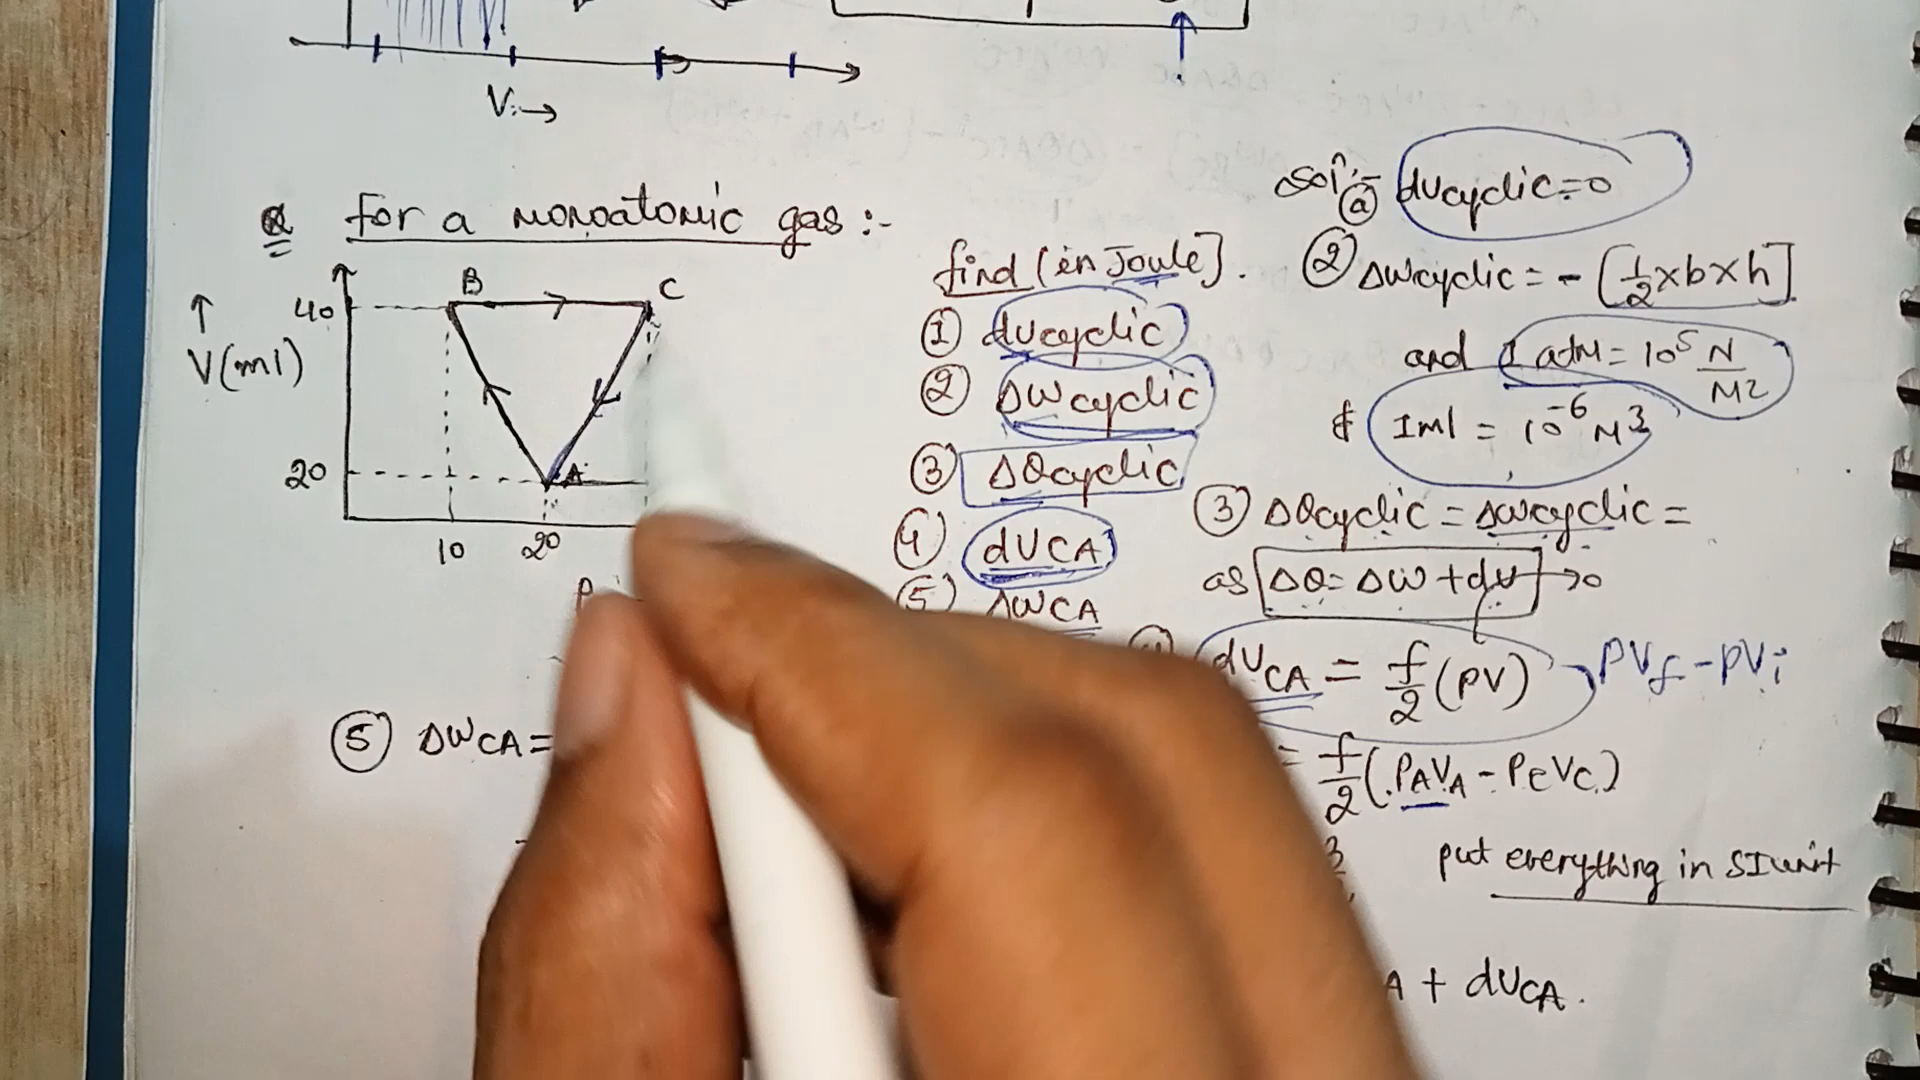 V→
Q for a monoatomic gas :-
↑
V(ml)
40
20
B
C
A
10
20
P
find (in Joule].
① dUcyclic
② ΔWcyclic
③ ΔQcyclic
④ dUCA
⑤ ΔWCA
⑤ ΔWCA=
Solⁿ:- ⓐ dUcyclic=0
② ΔWcyclic = - [1/2×b×h]
and 1 atM = 10⁵ N/M2
& 1ml = 10⁻⁶ M³
③ ΔQcyclic = ΔWcyclic =
as ΔQ= ΔW + dU → 0
dUCA = f/2 (PV) PVf - PVi
= f/2 (PAVA - PCVC)
3
put everything in SI unit
A + dUCA.